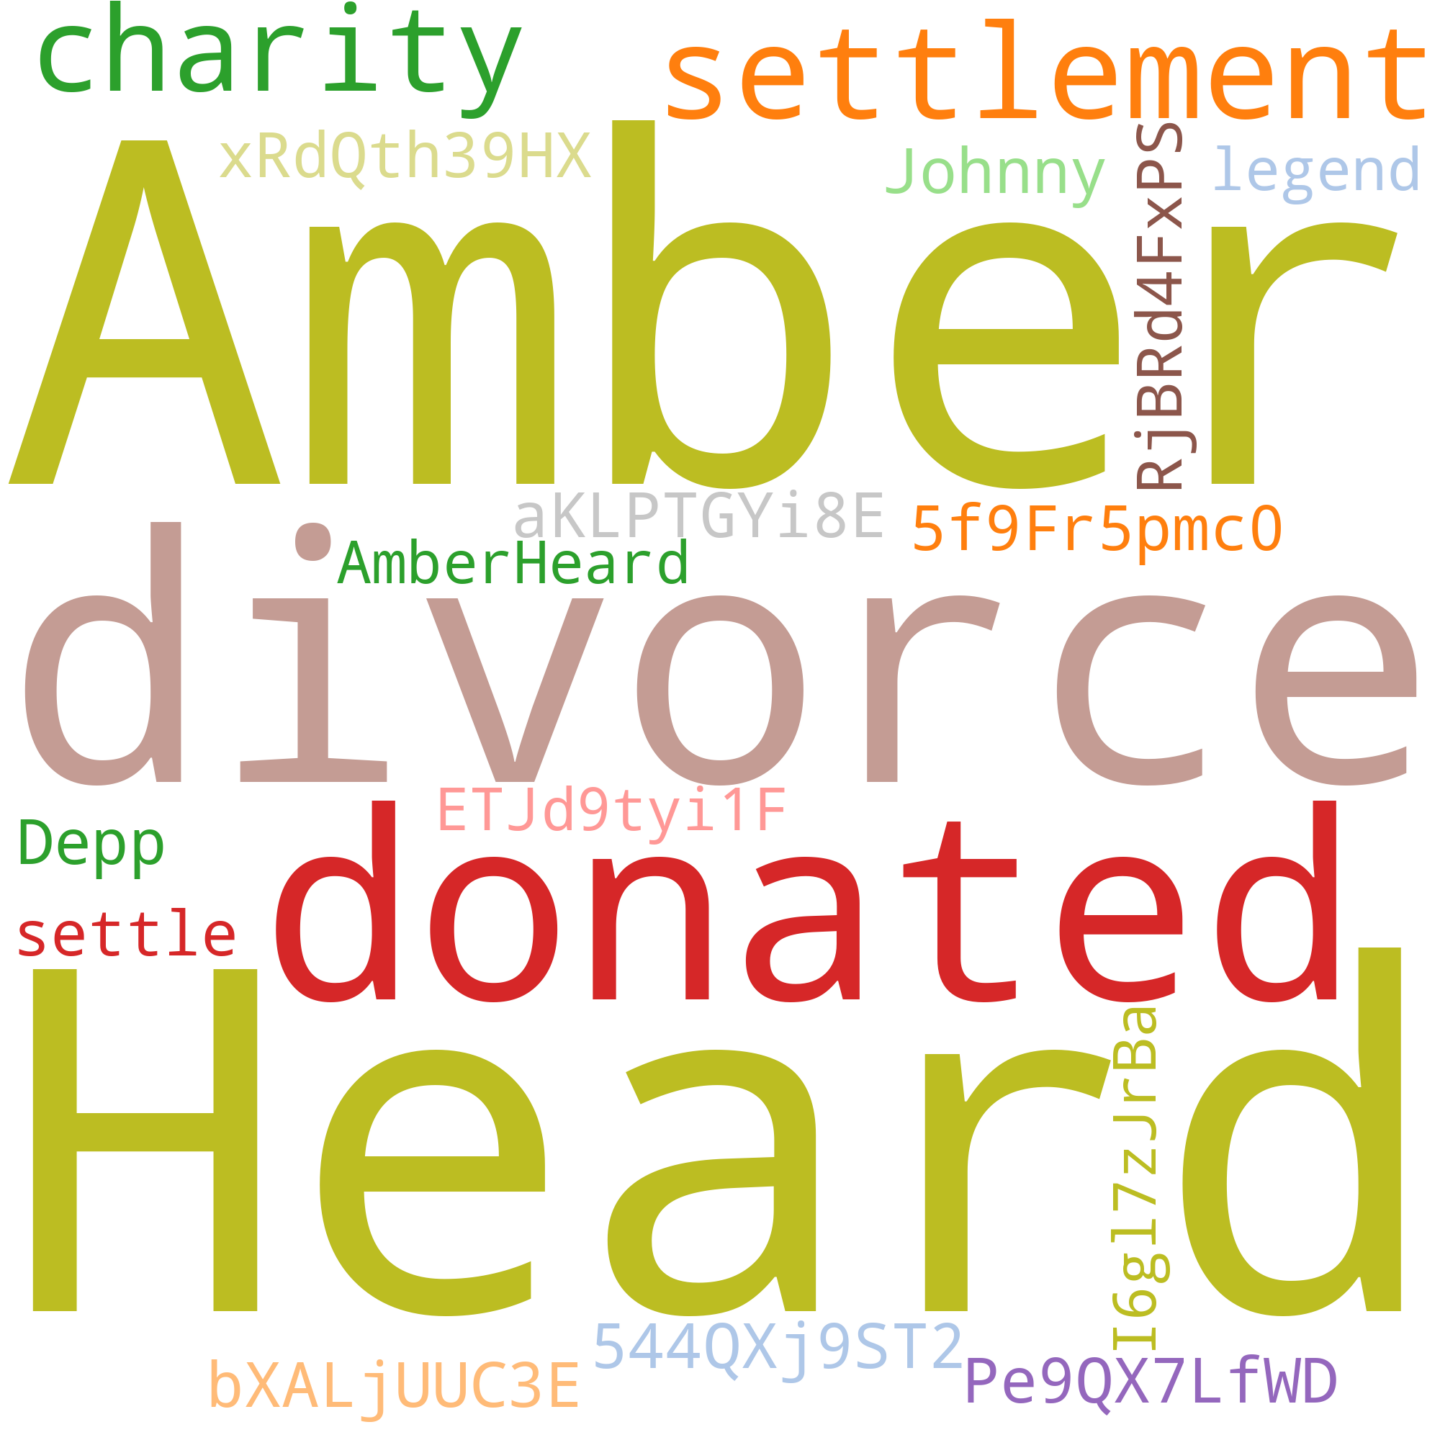 charity
settlement
xRdQth39HX
Johnny
legend
RjBRd4FxPS
Amber
aKLPTGYi8E
5f9Fr5pmcO
AmberHeard
divorce
ETJd9tyi1F
Depp
donated
settle
Heard
I6gl7zJrBa
544QXj9ST2
bXALjUUC3E
Pe9QX7LfWD